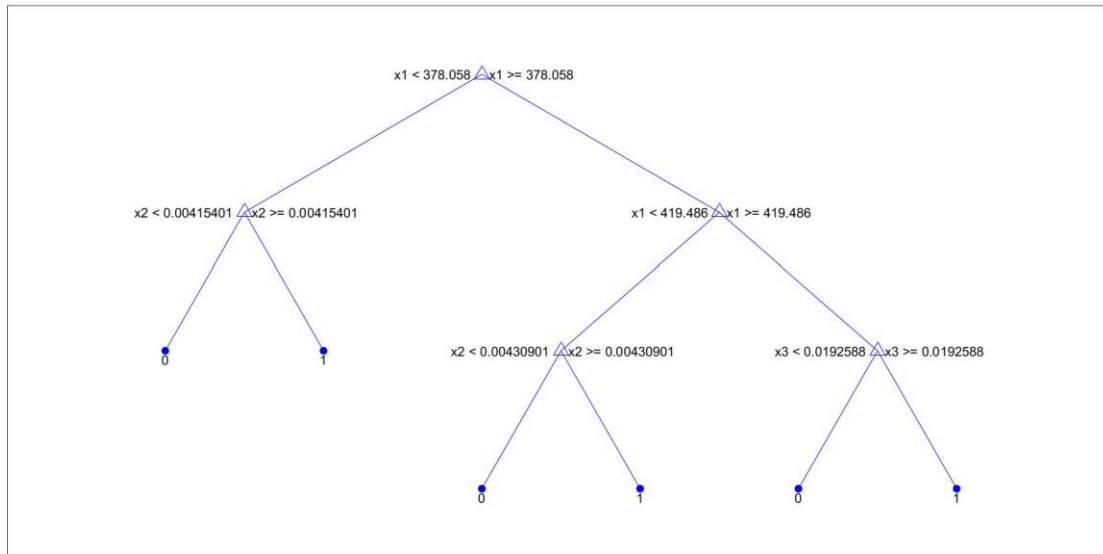 x1 < 378.058 x1 >= 378.058
x2 < 0.00415401 x2 >= 0.00415401 x1 < 419.486 x1 >= 419.486
0 1 x2 < 0.00430901 x2 >= 0.00430901 x3 < 0.0192588 x3 >= 0.0192588
0 1 0 1